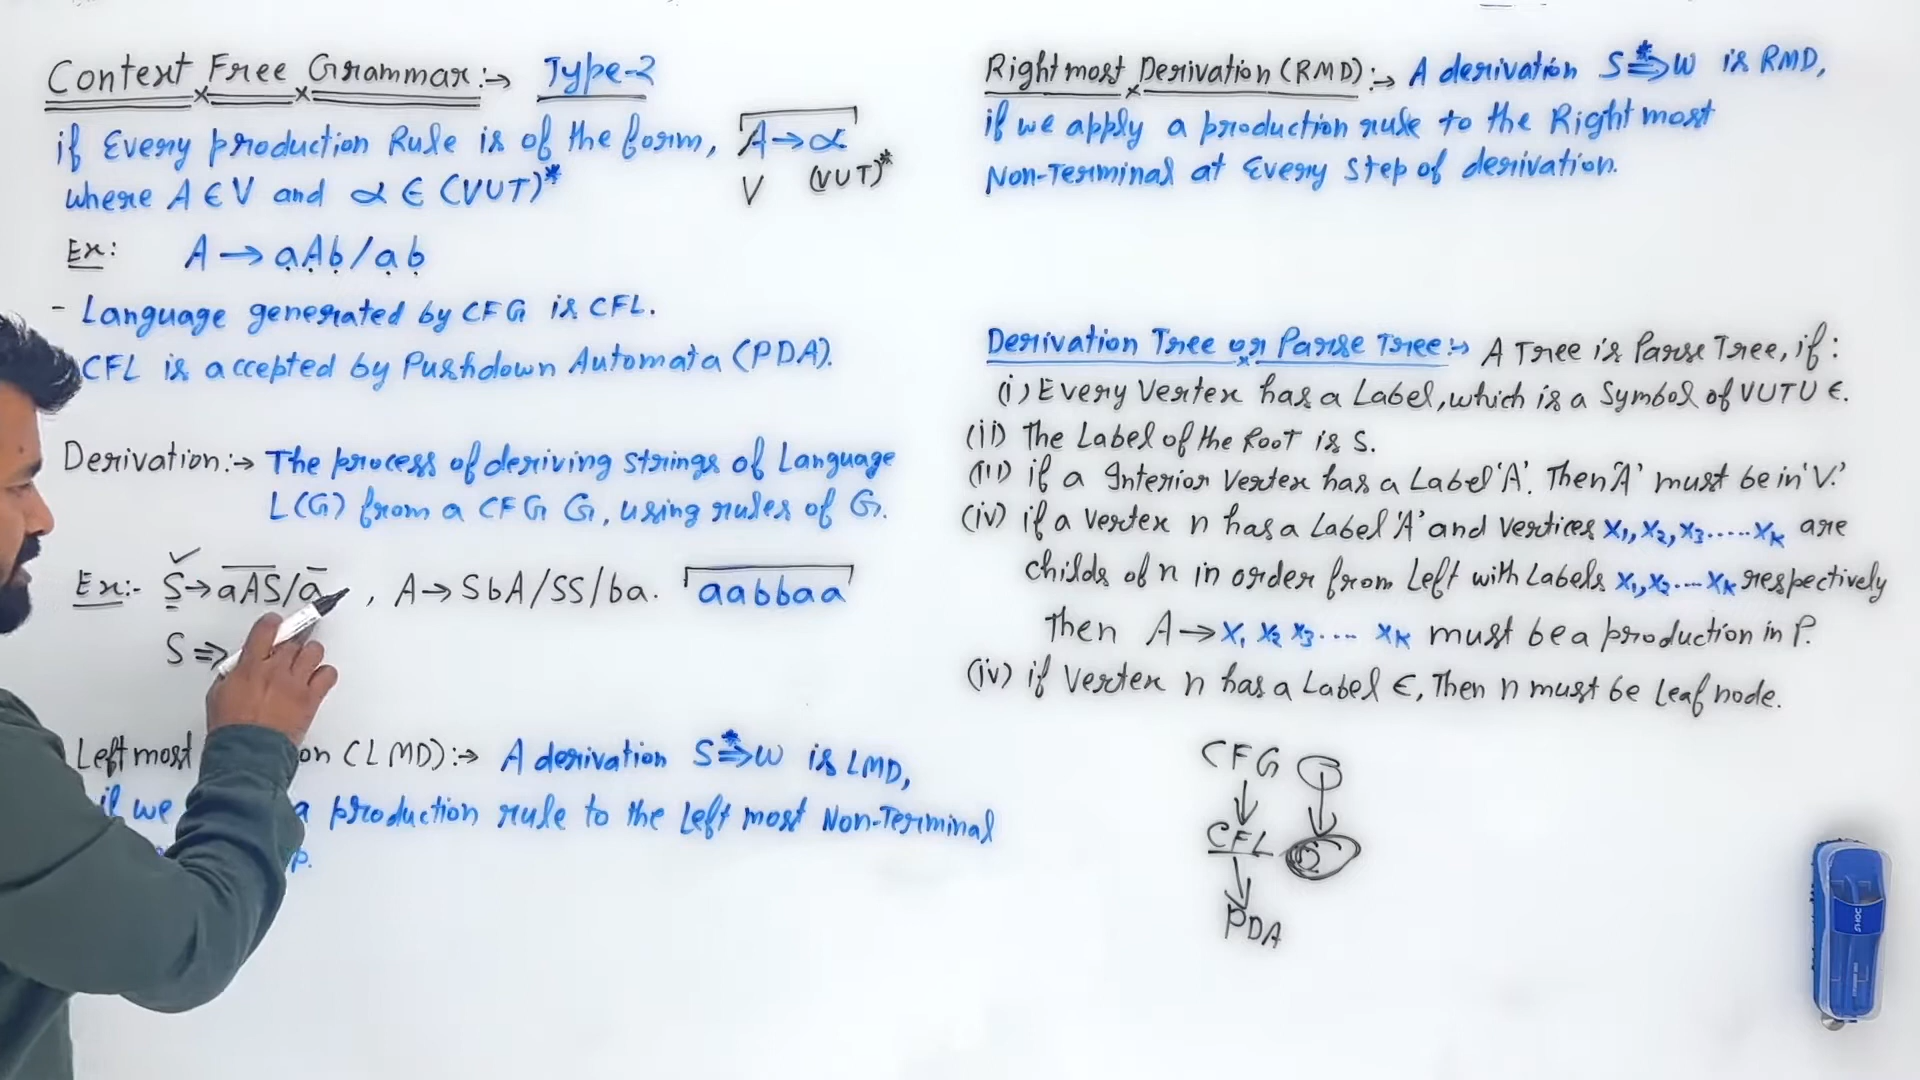 Context Free Grammar:→ Type-2
if Every production Rule is of the form, A→α
where A ∈ V and α ∈ (VUT)*
V (VUT)*
Ex: A → aAb/ab
- Language generated by CFG is CFL.
CFL is accepted by Pushdown Automata (PDA).
Derivation:→ The process of deriving strings of Language
L(G) from a CFG G, using rules of G.
Ex:- S→aAS/a , A→SbA/SS/ba. aabbaa
S ⇒
Left most on (LMD):→ A derivation S*⇒w is LMD,
if we a production rule to the Left most Non-Terminal
p.
Right most Derivation (RMD):→ A derivation S*⇒w is RMD,
if we apply a production rule to the Right most
Non-Terminal at Every Step of derivation.
Derivation Tree or Parse Tree:→ A Tree is Parse Tree, if:
(i) Every Vertex has a Label, which is a Symbol of VUTU ∈.
(ii) The Label of the Root is S.
(iii) if a Interior Vertex has a Label 'A'. Then 'A' must be in 'V'.
(iv) if a Vertex n has a Label 'A' and Vertices x1, x2, x3.....xk are
childs of n in order from Left with Labels x1, x2....xk respectively
Then A→x1 x2 x3.... xk must be a production in P.
(iv) if Vertex n has a Label ∈, Then n must be Leaf node.
CFG
CFL
PDA